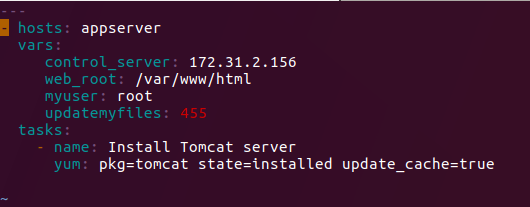 ---
- hosts: appserver
  vars:
     control_server: 172.31.2.156
     web_root: /var/www/html
     myuser: root
     updatemyfiles: 455
  tasks:
    - name: Install Tomcat server
      yum: pkg=tomcat state=installed update_cache=true
~